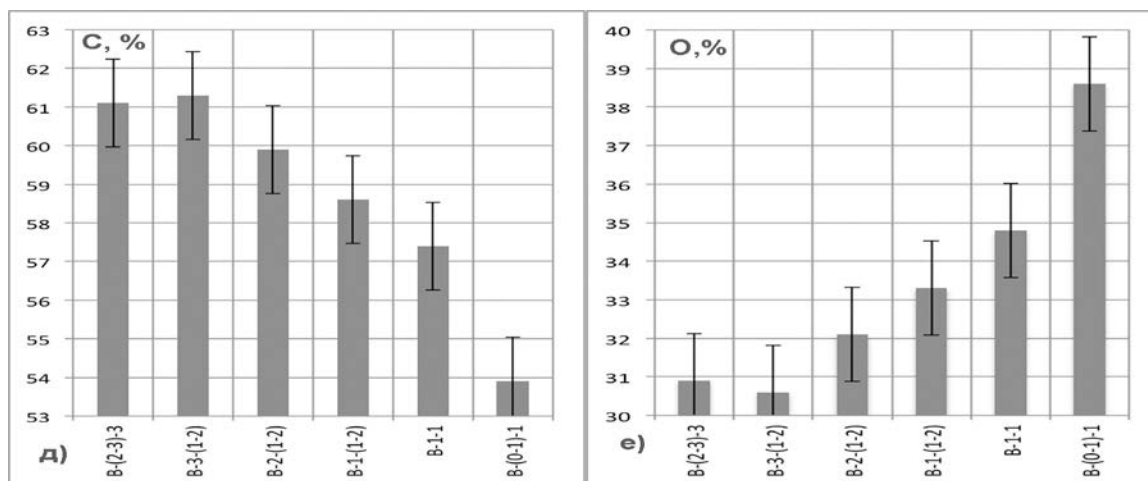 C, %
63
62
61
60
59
58
57
56
55
54
53
B-(2-3)-3
B-3-(1-2)
B-2-(1-2)
B-1-(1-2)
B-1-1
B-(0-1)-1
д)
O,%
40
39
38
37
36
35
34
33
32
31
30
B-(2-3)-3
B-3-(1-2)
B-2-(1-2)
B-1-(1-2)
B-1-1
B-(0-1)-1
е)